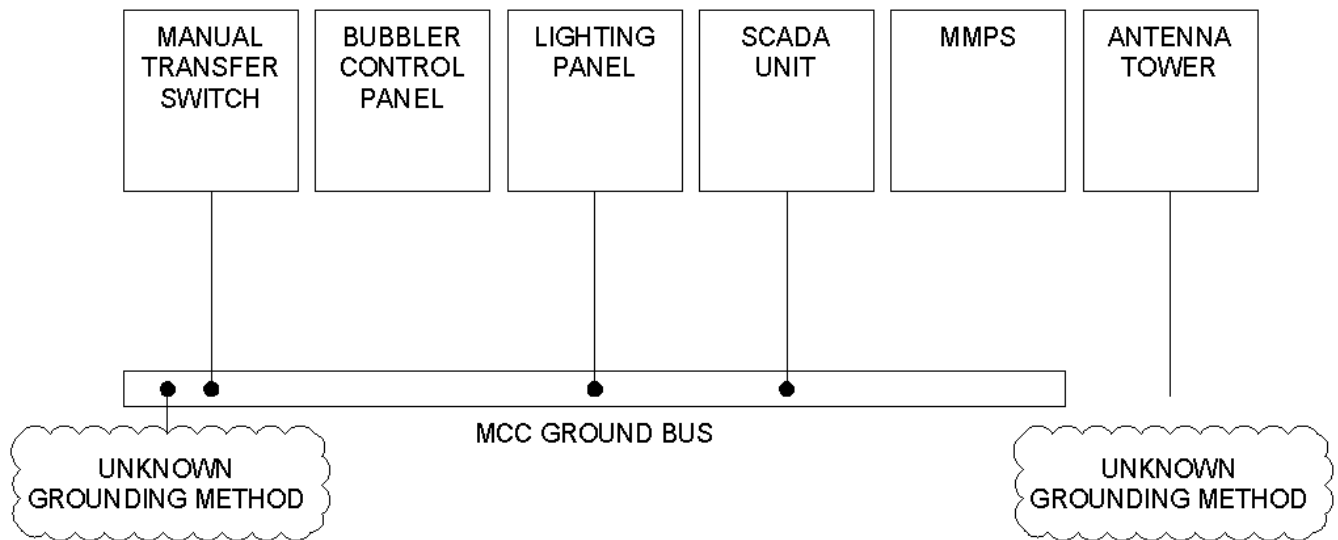 MANUAL
TRANSFER
SWITCH
BUBBLER
CONTROL
PANEL
LIGHTING
PANEL
SCADA
UNIT
MMPS
ANTENNA
TOWER
MCC GROUND BUS
UNKNOWN
GROUNDING METHOD
UNKNOWN
GROUNDING METHOD